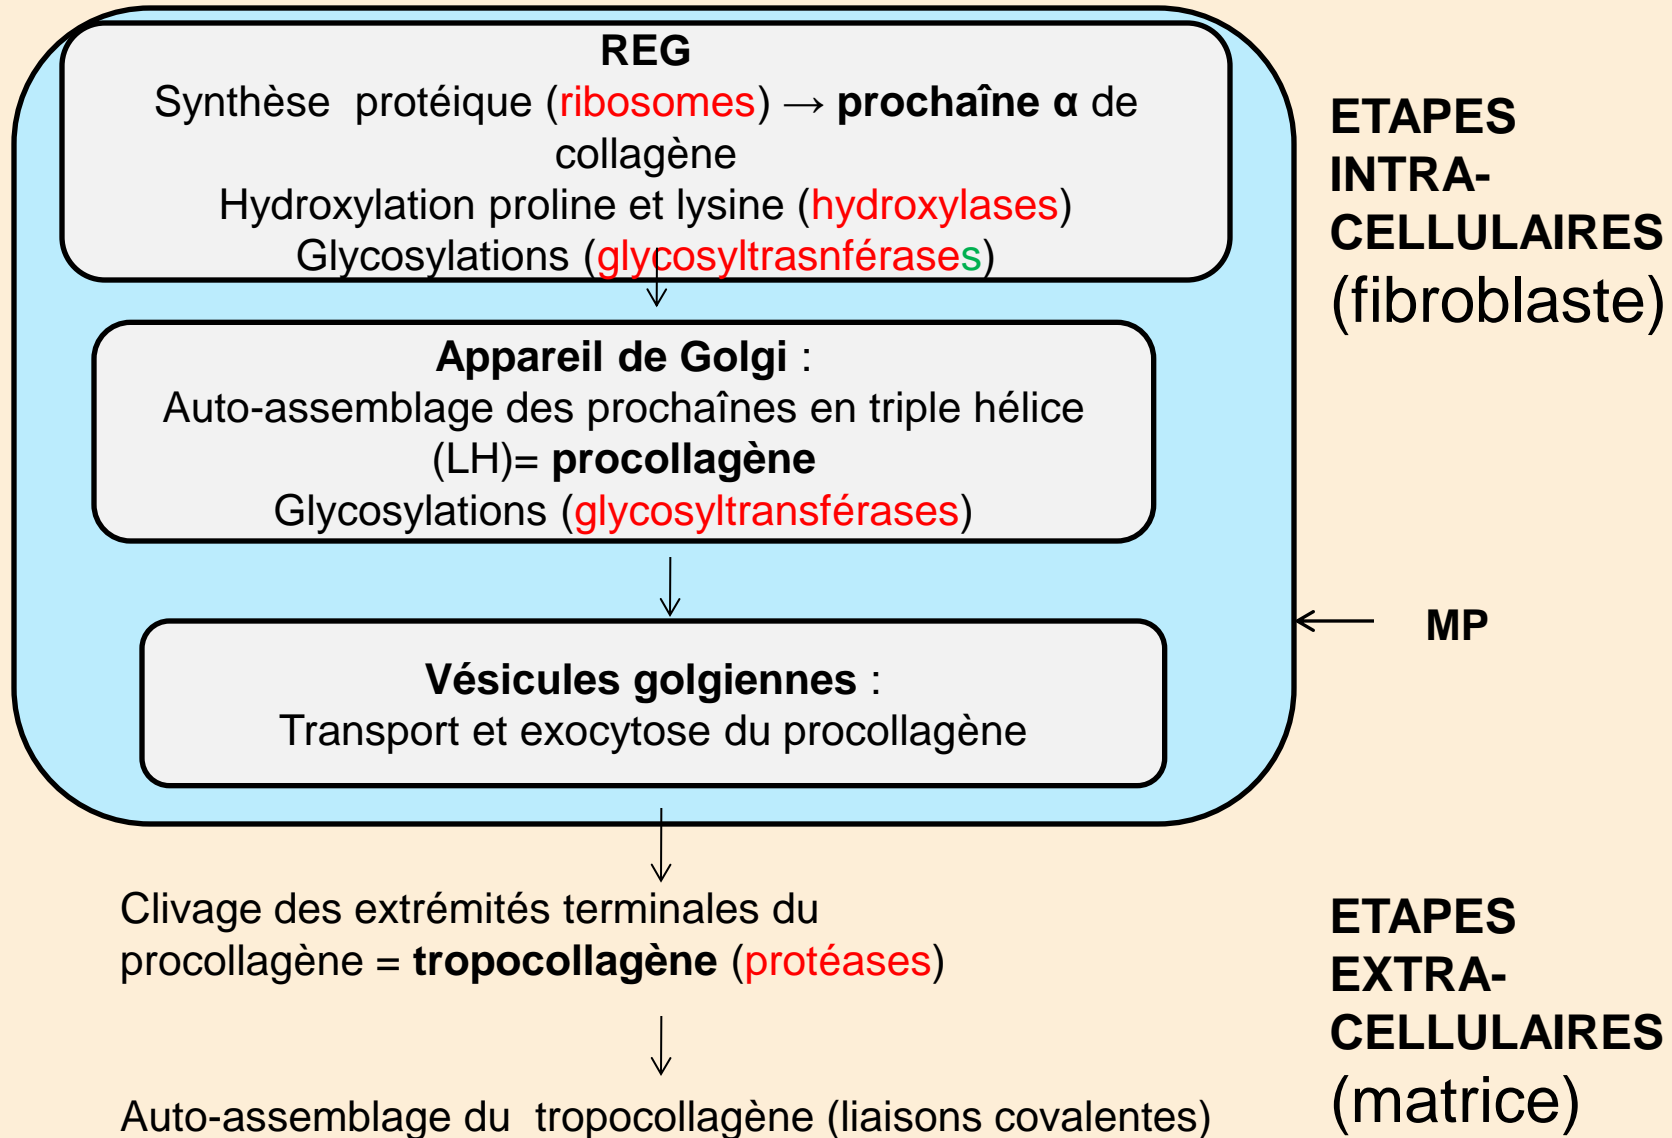 REG
Synthèse protéique (ribosomes) → prochaîne α de
collagène
Hydroxylation proline et lysine (hydroxylases)
Glycosylations (glycosyltrasnférases)
ETAPES
INTRA-
CELLULAIRES
(fibroblaste)
Appareil de Golgi :
Auto-assemblage des prochaînes en triple hélice
(LH)= procollagène
Glycosylations (glycosyltransférases)
MP
Vésicules golgiennes :
Transport et exocytose du procollagène
Clivage des extrémités terminales du
procollagène = tropocollagène (protéases)
Auto-assemblage du tropocollagène (liaisons covalentes)
ETAPES
EXTRA-
CELLULAIRES
(matrice)